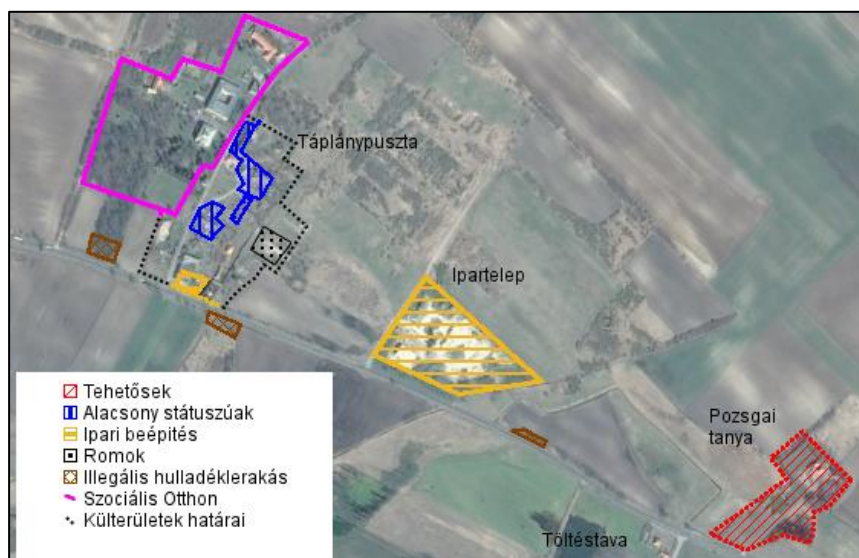 Táplánypuszta
Ipartelep
Pozsgai
tanya
Töltéstava
Tehetősek
Alacsony státuszúak
Ipari beépítés
Romok
Illegális hulladéklerakás
Szociális Otthon
Külterületek határai